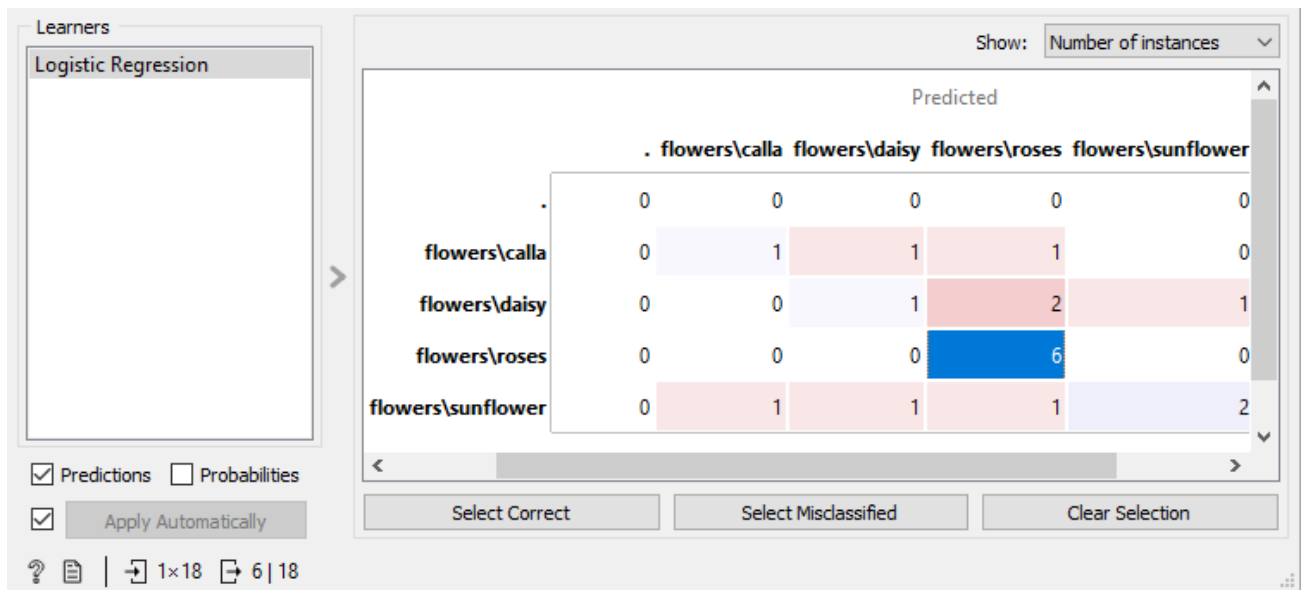 Learners
Logistic Regression
Show: Number of instances
Predicted
. flowers\calla flowers\daisy flowers\roses flowers\sunflower
. 0 0 0 0 0
flowers\calla 0 1 1 1 0
flowers\daisy 0 0 1 2 1
flowers\roses 0 0 0 6 0
flowers\sunflower 0 1 1 1 2
Predictions Probabilities
Apply Automatically
Select Correct Select Misclassified Clear Selection
? 1×18 6 | 18